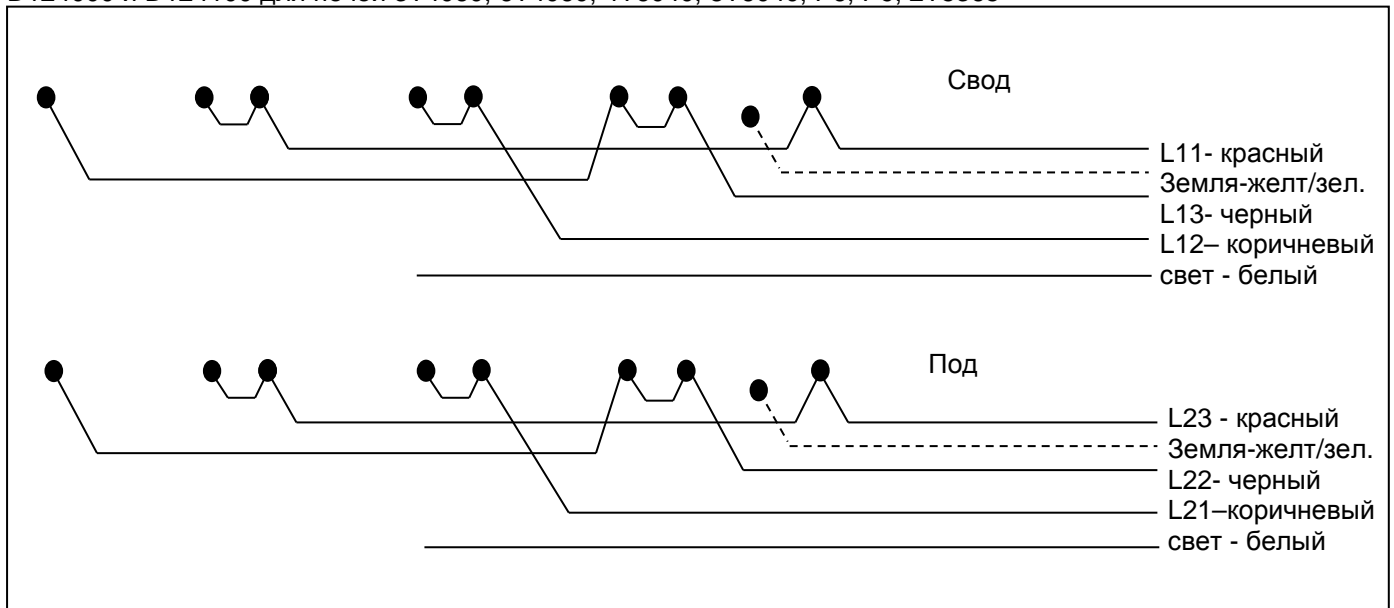 Свод
L11- красный
Земля-желт/зел.
L13- черный
L12– коричневый
свет - белый
Под
L23 - красный
Земля-желт/зел.
L22- черный
L21–коричневый
свет - белый